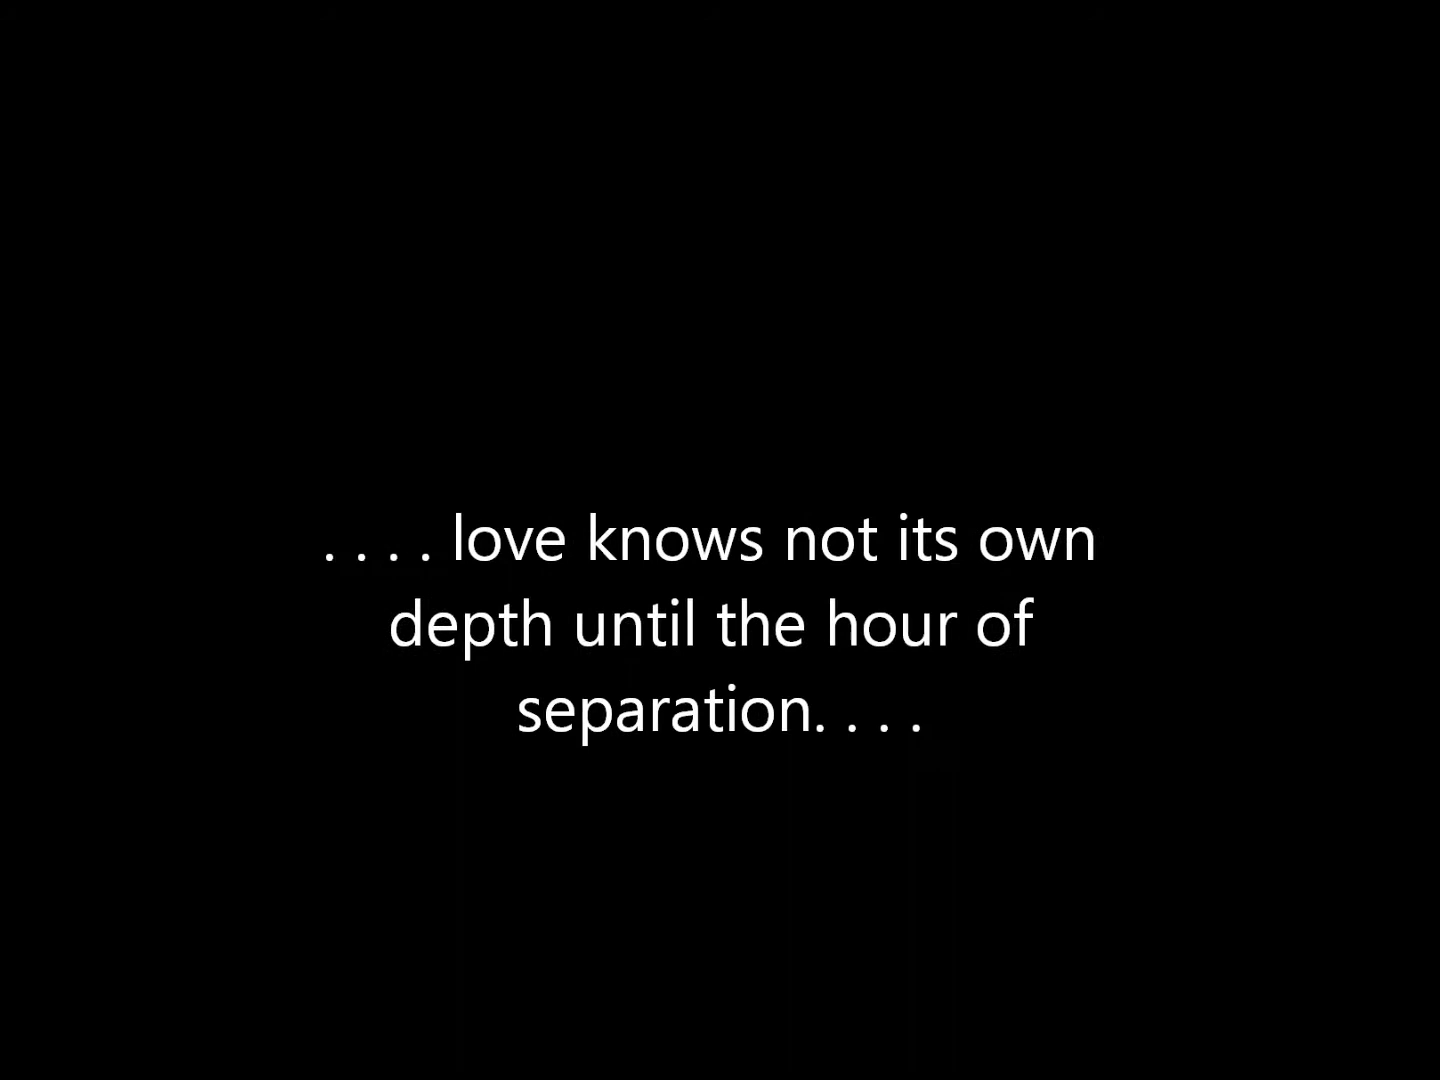 . . . . love knows not its own
depth until the hour of
separation. . . .